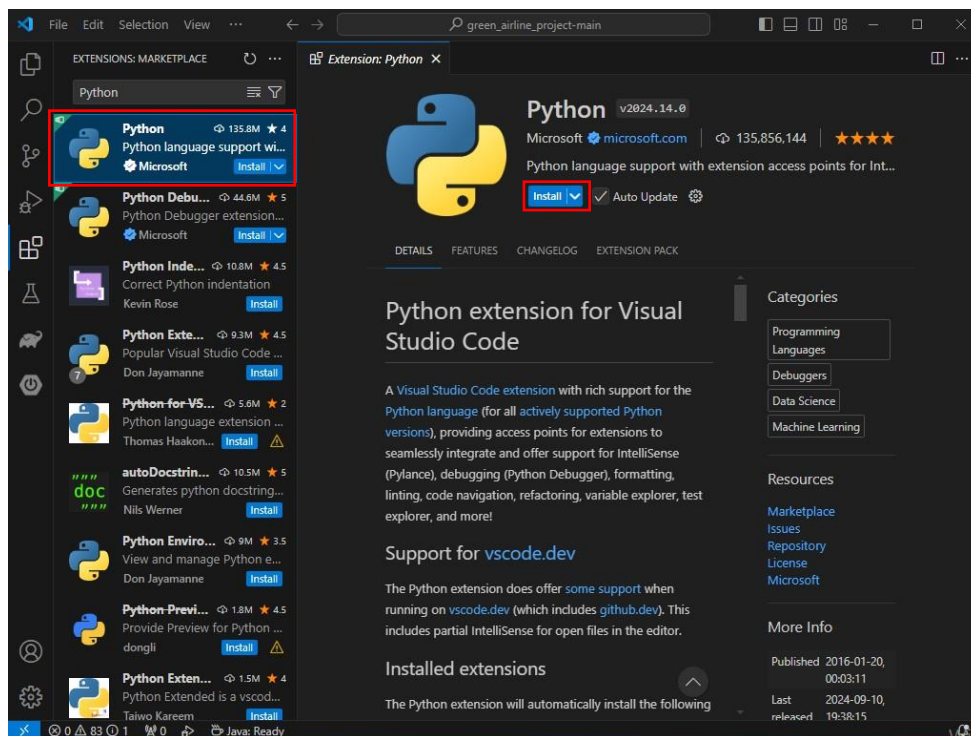 File Edit Selection View ···
green_airline_project-main
EXTENSIONS: MARKETPLACE
Python
Python 135.8M ★ 4
Python language support wi...
Microsoft Install
Python Debu... 44.6M ★ 5
Python Debugger extension...
Microsoft Install
Python Inde... 10.8M ★ 4.5
Correct Python indentation
Kevin Rose Install
Python Exte... 9.3M ★ 4.5
Popular Visual Studio Code ...
7 Don Jayamanne Install
Python for VS... 5.6M ★ 2
Python language extension ...
Thomas Haakon... Install
autoDocstrin... 10.5M ★ 5
Generates python docstring...
Nils Werner Install
"""
doc
"""
Python Enviro... 9M ★ 3.5
View and manage Python e...
Don Jayamanne Install
Python Previ... 1.8M ★ 4.5
Provide Preview for Python ...
dongli Install
Python Exten... 1.5M ★ 4
Python Extended is a vscod...
Taiwo Kareem Install
Extension: Python
Python v2024.14.0
Microsoft microsoft.com | 135,856,144 | ★★★★
Python language support with extension access points for Int...
Install Auto Update
DETAILS FEATURES CHANGELOG EXTENSION PACK
Python extension for Visual
Studio Code
A Visual Studio Code extension with rich support for the
Python language (for all actively supported Python
versions), providing access points for extensions to
seamlessly integrate and offer support for IntelliSense
(Pylance), debugging (Python Debugger), formatting,
linting, code navigation, refactoring, variable explorer, test
explorer, and more!
Support for vscode.dev
The Python extension does offer some support when
running on vscode.dev (which includes github.dev). This
includes partial IntelliSense for open files in the editor.
Installed extensions
The Python extension will automatically install the following
Categories
Programming
Languages
Debuggers
Data Science
Machine Learning
Resources
Marketplace
Issues
Repository
License
Microsoft
More Info
Published 2016-01-20,
00:03:11
Last 2024-09-10,
released 19:38:15
0 83 1 0 Java: Ready